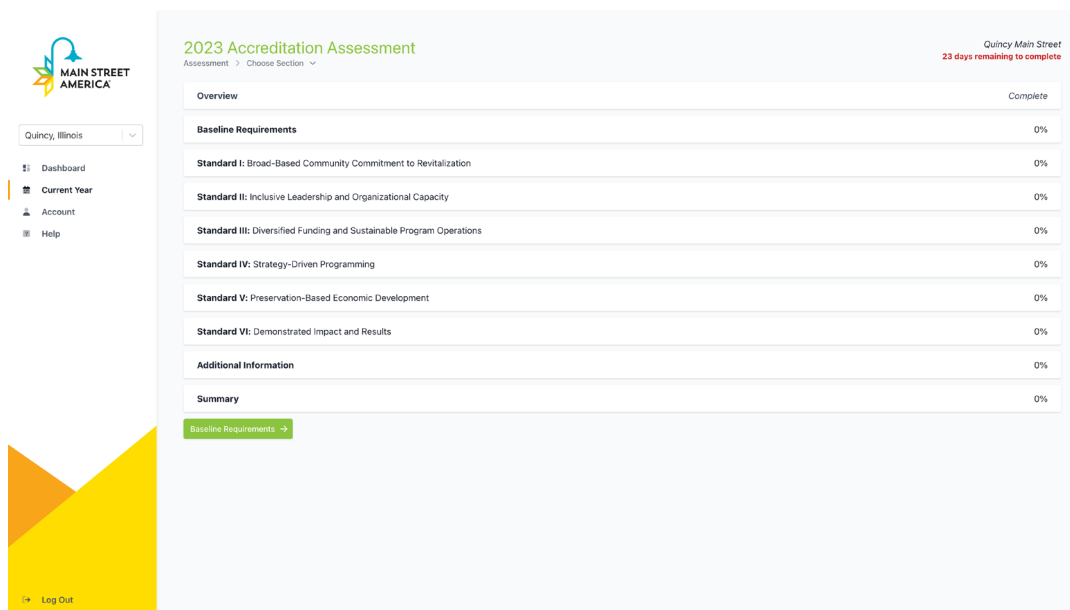 MAIN STREET
AMERICA
Quincy, Illinois
Dashboard
Current Year
Account
Help
Log Out
2023 Accreditation Assessment
Assessment > Choose Section
Quincy Main Street
23 days remaining to complete
Overview Complete
Baseline Requirements 0%
Standard I: Broad-Based Community Commitment to Revitalization 0%
Standard II: Inclusive Leadership and Organizational Capacity 0%
Standard III: Diversified Funding and Sustainable Program Operations 0%
Standard IV: Strategy-Driven Programming 0%
Standard V: Preservation-Based Economic Development 0%
Standard VI: Demonstrated Impact and Results 0%
Additional Information 0%
Summary 0%
Baseline Requirements →